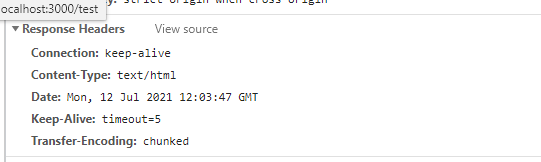 ocalhost:3000/test
strict origin when cross origin
Response Headers View source
Connection: keep-alive
Content-Type: text/html
Date: Mon, 12 Jul 2021 12:03:47 GMT
Keep-Alive: timeout=5
Transfer-Encoding: chunked